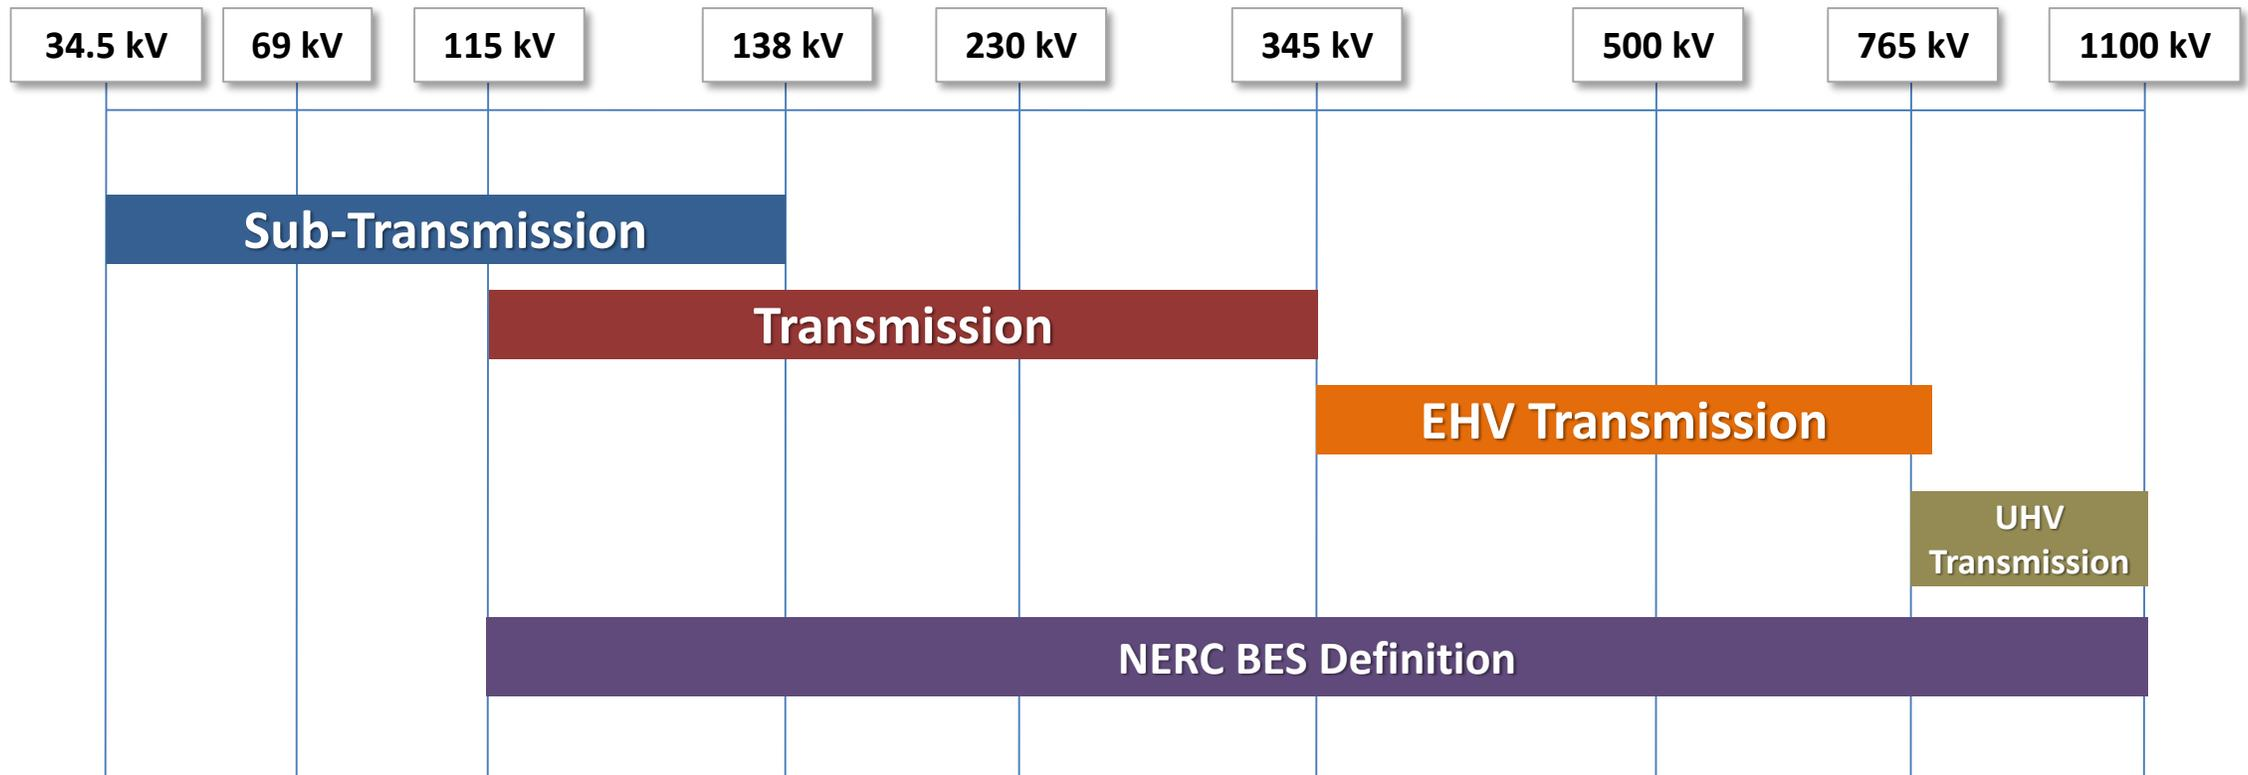 34.5 kV
69 kV
115 kV
138 kV
230 kV
345 kV
500 kV
765 kV
1100 kV
Sub-Transmission
Transmission
EHV Transmission
UHV
Transmission
NERC BES Definition